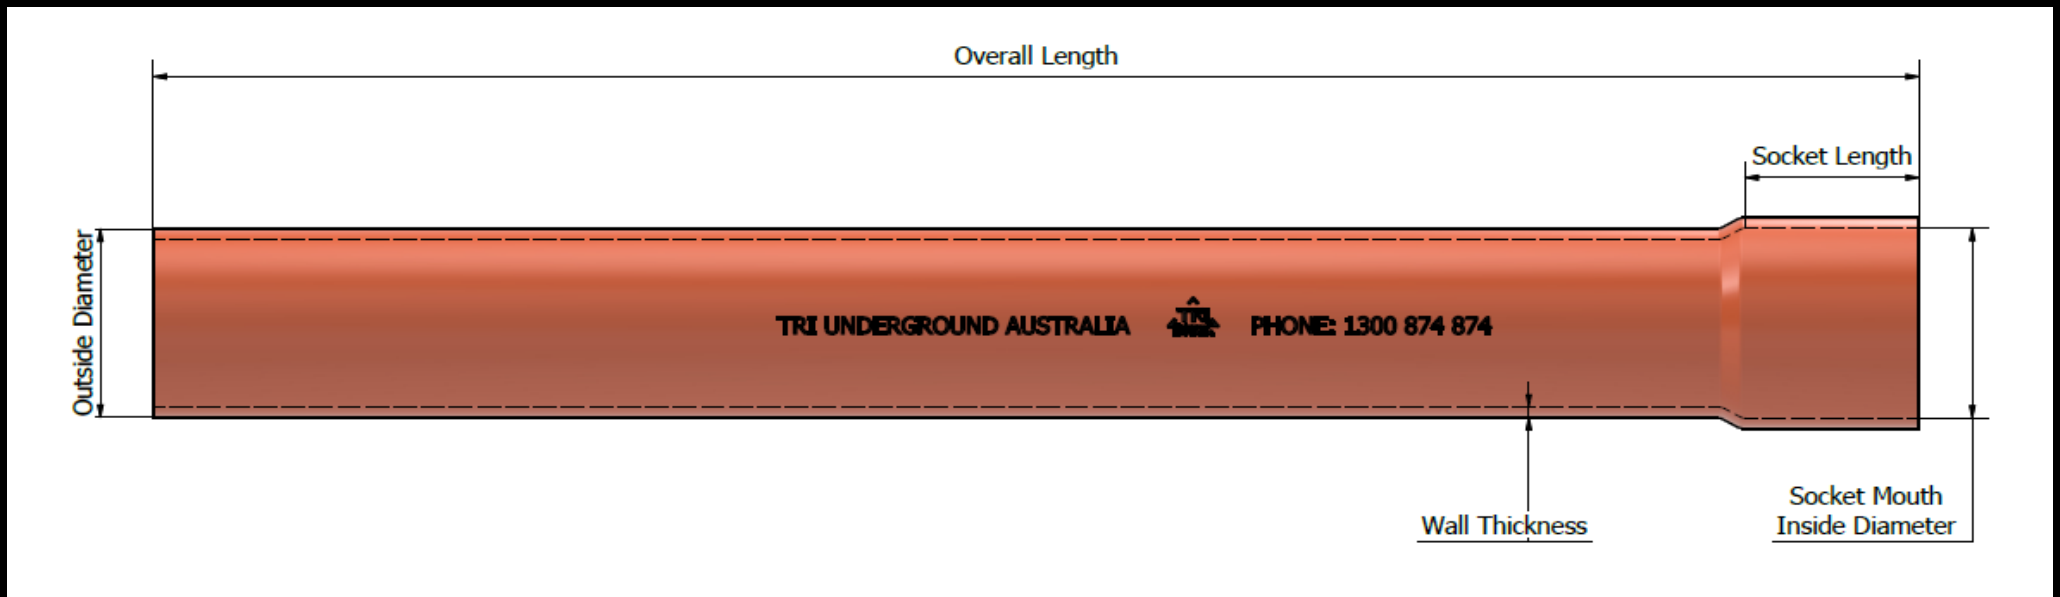 Overall Length
Socket Length
Outside Diameter
TRI UNDERGROUND AUSTRALIA TRI PHONE: 1300 874 874
Wall Thickness
Socket Mouth
Inside Diameter